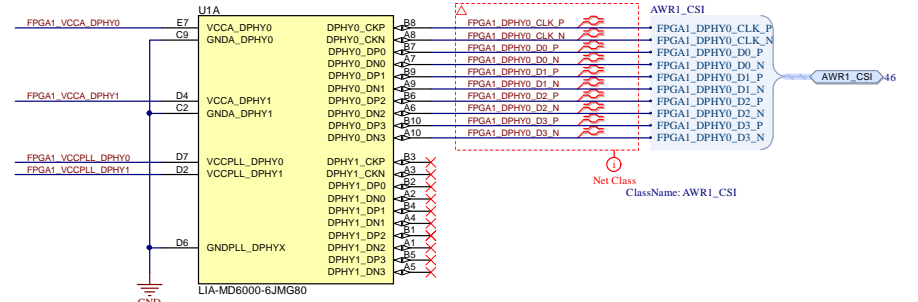 U1A
AWR1_CSI
FPGA1_VCCA_DPHY0 E7 VCCA_DPHY0 DPHY0_CKP B8 FPGA1_DPHY0_CLK_P FPGA1_DPHY0_CLK_P
C9 GNDA_DPHY0 DPHY0_CKN A8 FPGA1_DPHY0_CLK_N FPGA1_DPHY0_CLK_N
DPHY0_DP0 B7 FPGA1_DPHY0_D0_P FPGA1_DPHY0_D0_P
DPHY0_DN0 A7 FPGA1_DPHY0_D0_N FPGA1_DPHY0_D0_N
DPHY0_DP1 B9 FPGA1_DPHY0_D1_P FPGA1_DPHY0_D1_P
DPHY0_DN1 A9 FPGA1_DPHY0_D1_N FPGA1_DPHY0_D1_N
FPGA1_VCCA_DPHY1 D4 VCCA_DPHY1 DPHY0_DP2 B6 FPGA1_DPHY0_D2_P FPGA1_DPHY0_D2_P
C2 GNDA_DPHY1 DPHY0_DN2 A6 FPGA1_DPHY0_D2_N FPGA1_DPHY0_D2_N
DPHY0_DP3 B10 FPGA1_DPHY0_D3_P FPGA1_DPHY0_D3_P
DPHY0_DN3 A10 FPGA1_DPHY0_D3_N FPGA1_DPHY0_D3_N
AWR1_CSI 46
FPGA1_VCCPLL_DPHY0 D7 VCCPLL_DPHY0 DPHY1_CKP B3
FPGA1_VCCPLL_DPHY1 D2 VCCPLL_DPHY1 DPHY1_CKN A3
DPHY1_DP0 B2
DPHY1_DN0 A2
DPHY1_DP1 B4
DPHY1_DN1 A4
DPHY1_DP2 B1
D6 GNDPLL_DPHYX DPHY1_DN2 A1
DPHY1_DP3 B5
DPHY1_DN3 A5
i
Net Class
ClassName: AWR1_CSI
LIA-MD6000-6JMG80
GND